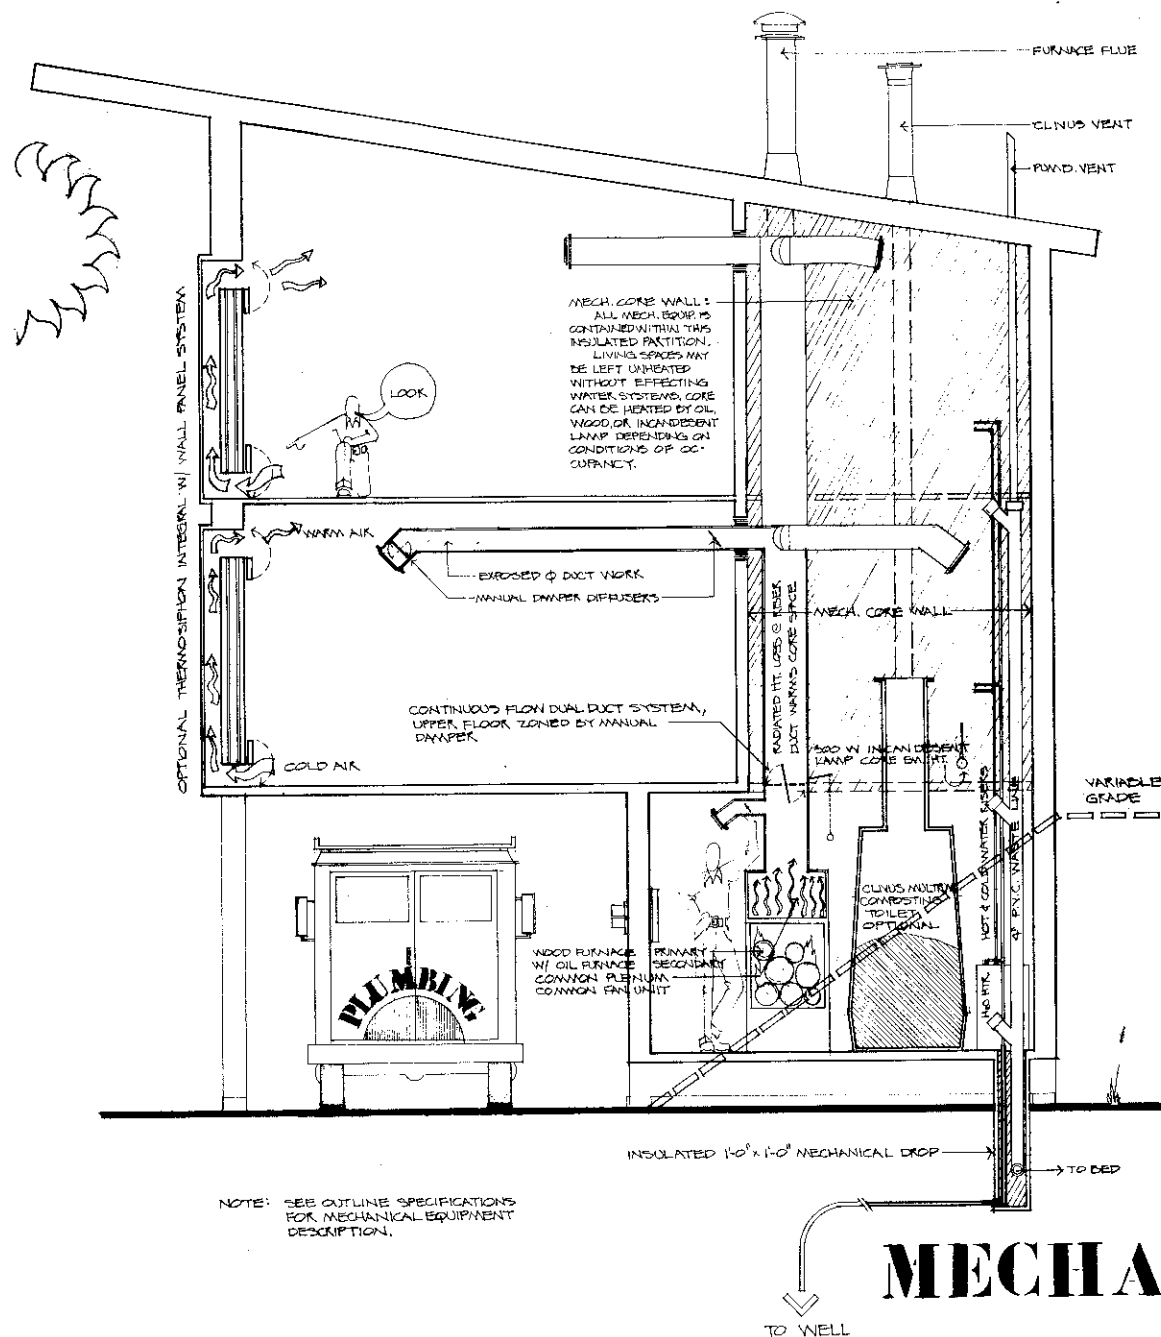 FURNACE FLUE
CLIVUS VENT
PLMB. VENT
MECH. CORE WALL:
ALL MECH. EQUIP. IS
CONTAINED WITHIN THIS
INSULATED PARTITION.
LIVING SPACES MAY
BE LEFT UNHEATED
WITHOUT EFFECTING
WATER SYSTEMS, CORE
CAN BE HEATED BY OIL,
WOOD, OR INCANDESENT
LAMP DEPENDING ON
CONDITIONS OF OC-
CUPANCY.
LOOK
OPTIONAL THERMOSIPHON INTEGRAL W/ WALL PANEL SYSTEM
WARM AIR
EXPOSED φ DUCT WORK
MANUAL DAMPER DIFFUSERS
MECH. CORE WALL
RADIATED HT. LOSS @ RISER
DUCT WARMS CORE SPACE
CONTINUOUS FLOW DUAL DUCT SYSTEM,
UPPER FLOOR ZONED BY MANUAL
DAMPER
500 W INCANDESENT
LAMP CORE EM. HT.
COLD AIR
VARIABLE
GRADE
HOT & COLD WATER RISERS
4" P.V.C. WASTE LINE
CLIVUS MULTRUM
COMPOSTING
TOILET
OPTIONAL
WOOD FURNACE PRIMARY
W/ OIL FURNACE SECONDARY
COMMON PLENUM
COMMON FAN UNIT
H2O HTR.
PLUMBING
INSULATED 1'-0" x 1'-0" MECHANICAL DROP
TO BED
NOTE: SEE OUTLINE SPECIFICATIONS
FOR MECHANICAL EQUIPMENT
DESCRIPTION.
MECHA
TO WELL